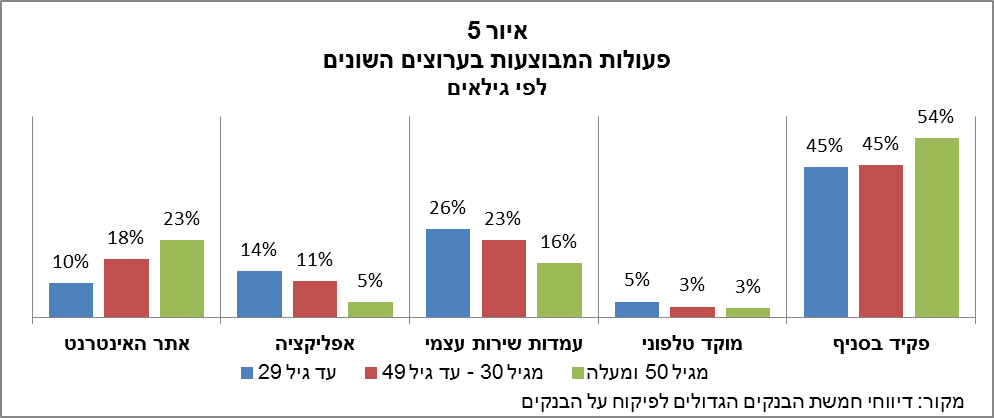 איור 5
פעולות המבוצעות בערוצים השונים
לפי גילאים
10%
18%
23%
14%
11%
5%
26%
23%
16%
5%
3%
3%
45%
45%
54%
אתר האינטרנט
אפליקציה
עמדות שירות עצמי
מוקד טלפוני
פקיד בסניף
עד גיל 29
מגיל 30 - עד גיל 49
מגיל 50 ומעלה
מקור: דיווחי חמשת הבנקים הגדולים לפיקוח על הבנקים